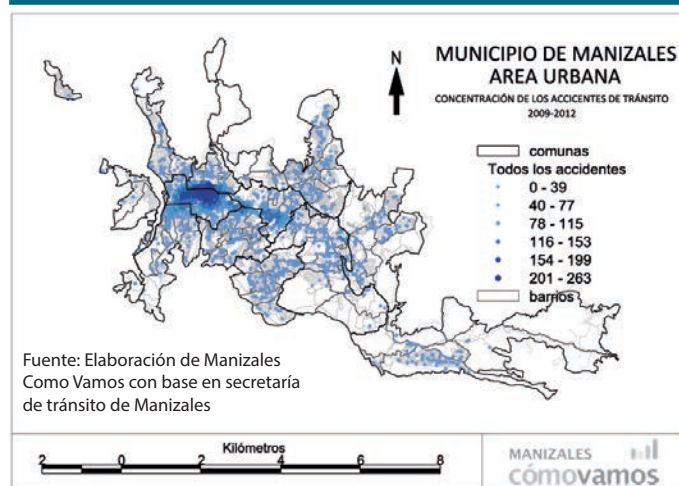 MUNICIPIO DE MANIZALES
AREA URBANA
CONCENTRACIÓN DE LOS ACCIDENTES DE TRÁNSITO
2009-2012
N
comunas
Todos los accidentes
0 - 39
40 - 77
78 - 115
116 - 153
154 - 199
201 - 263
barrios
Fuente: Elaboración de Manizales
Como Vamos con base en secretaría
de tránsito de Manizales
Kilómetros
2 0 2 4 6 8
MANIZALES
cómovamos